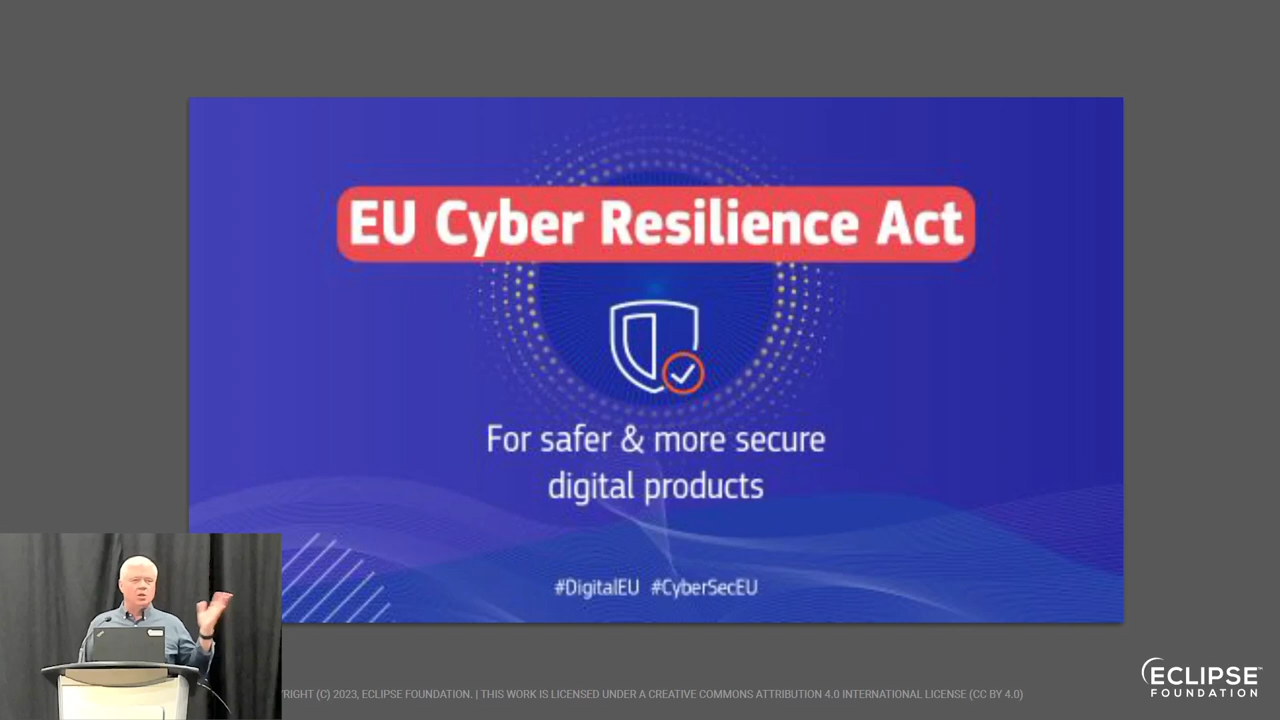 EU Cyber Resilience Act
For safer & more secure
digital products
#DigitalEU #CyberSecEU
(C) 2023, ECLIPSE FOUNDATION. | THIS WORK IS LICENSED UNDER A CREATIVE COMMONS ATTRIBUTION 4.0 INTERNATIONAL LICENSE (CC BY 4.0)
ECLIPSE
FOUNDATION